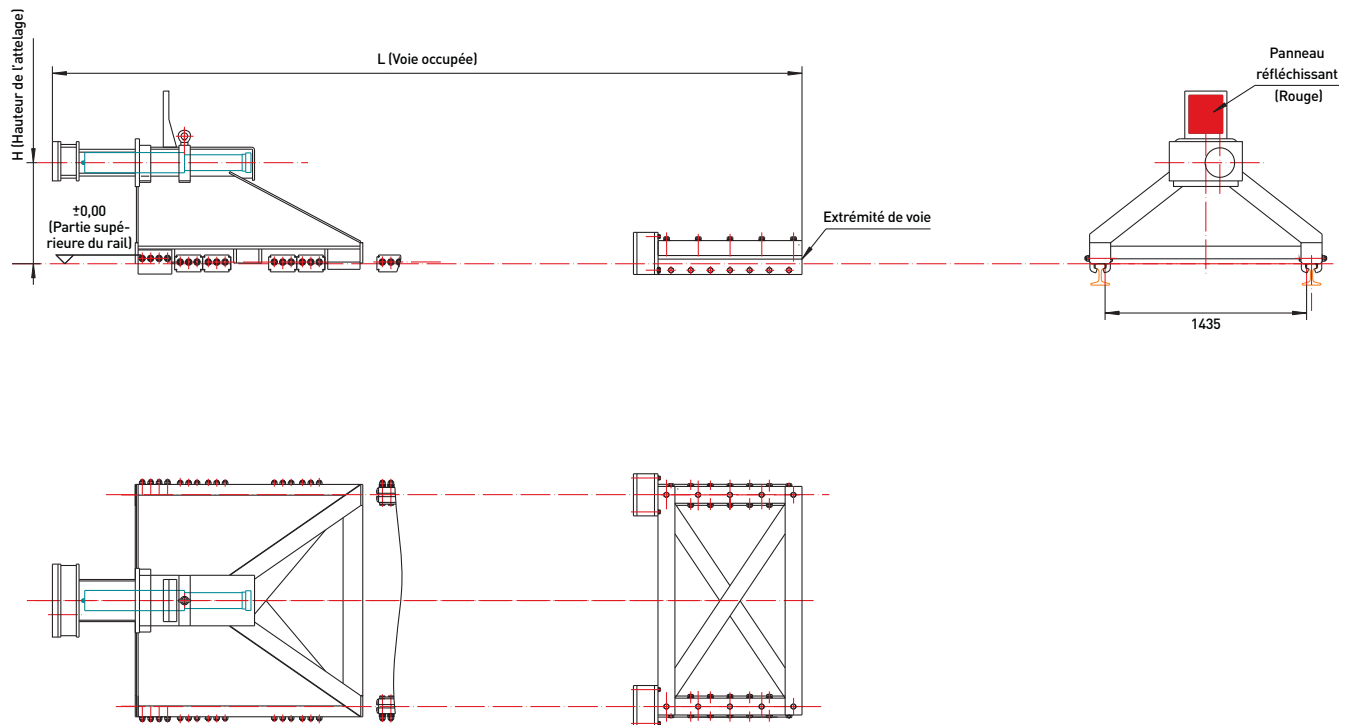 L (Voie occupée)
H (Hauteur de l'attelage)
Panneau
réfléchissant
(Rouge)
±0,00
(Partie supé-
rieure du rail)
Extrémité de voie
1435